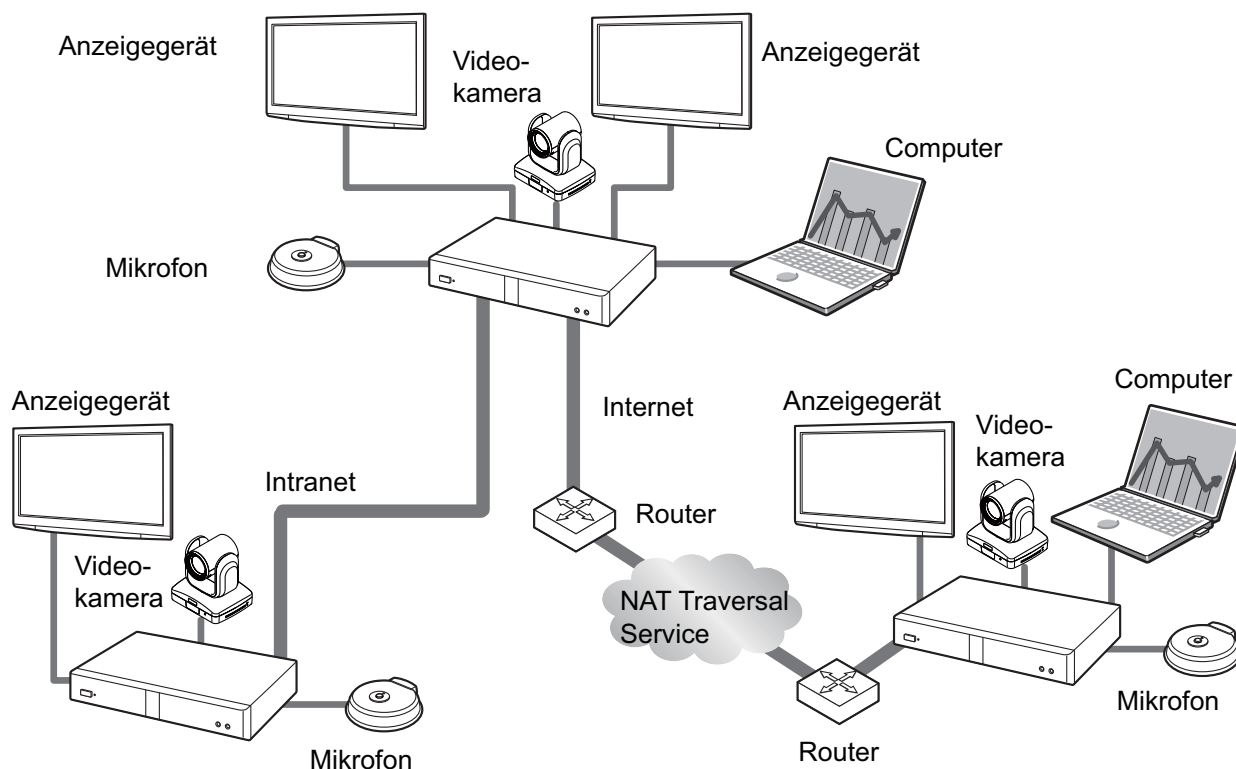 Anzeigegerät
Video-
kamera
Anzeigegerät
Computer
Mikrofon
Anzeigegerät
Internet
Anzeigegerät
Computer
Video-
kamera
Intranet
Router
Video-
kamera
NAT Traversal
Service
Mikrofon
Router
Mikrofon